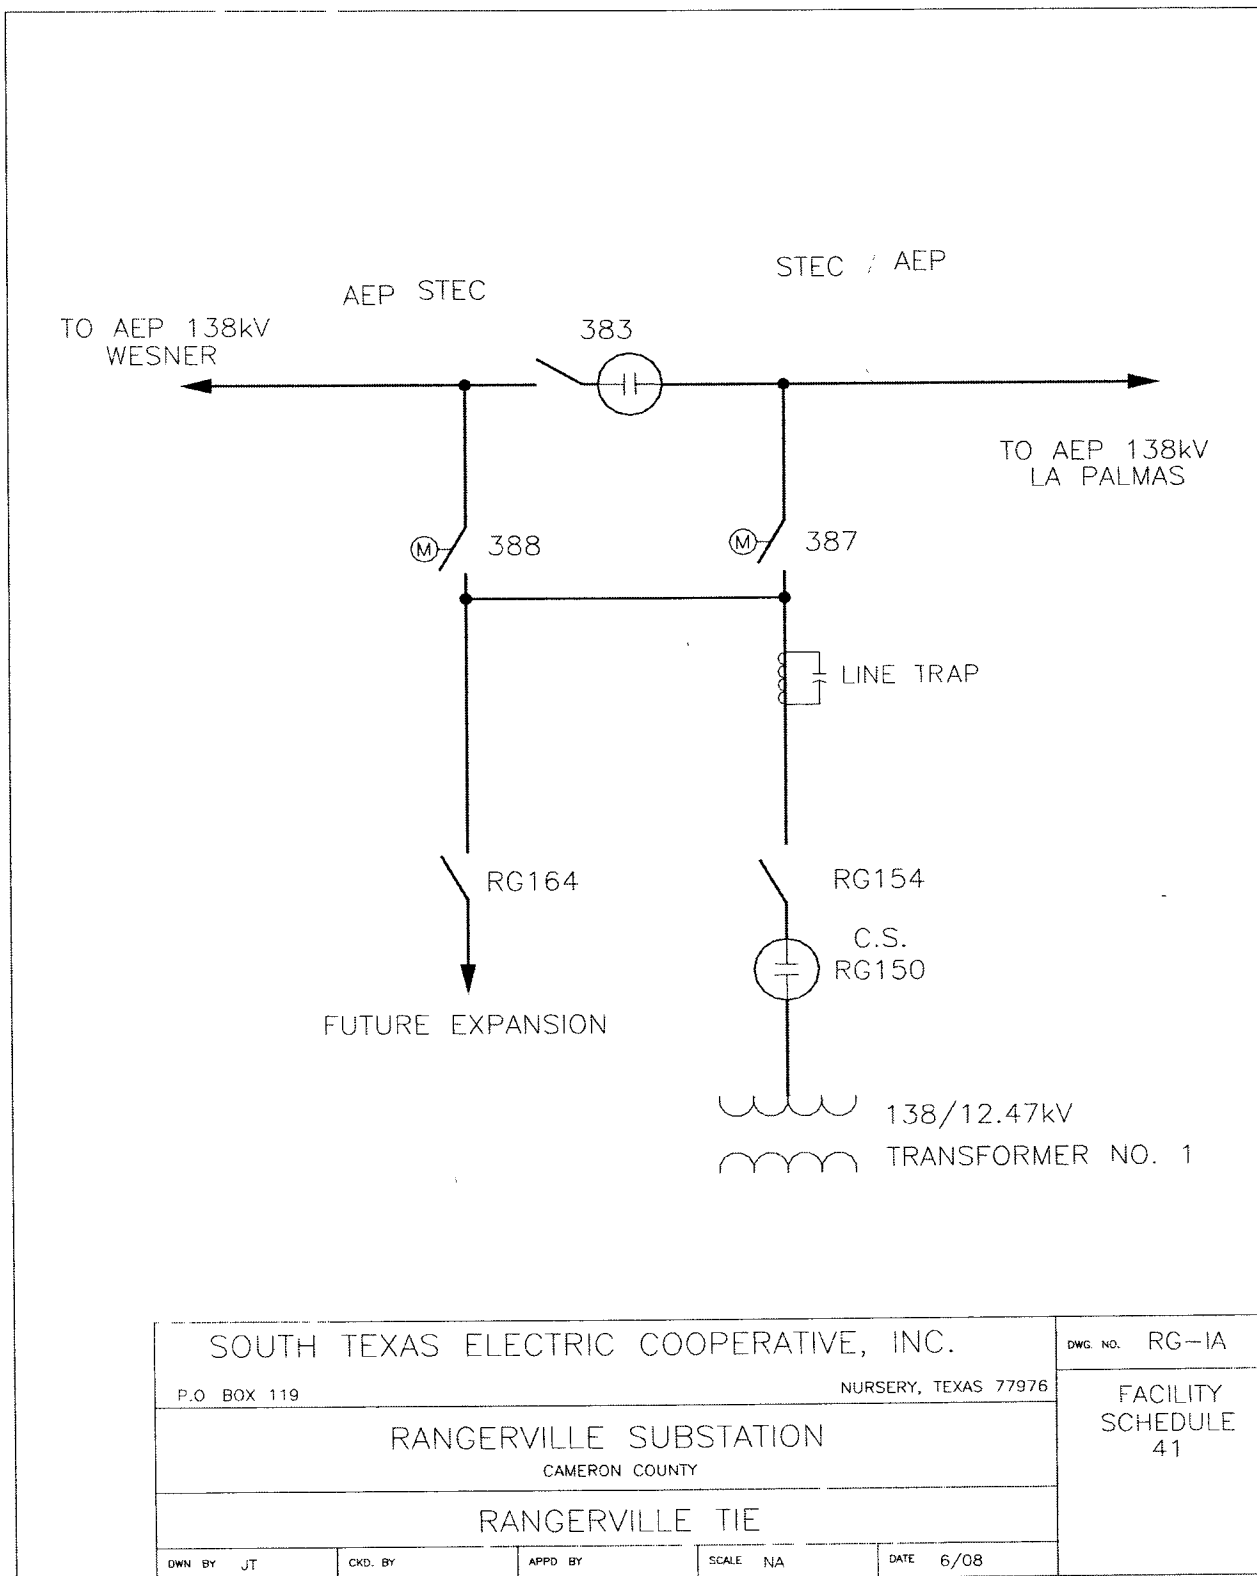 STEC / AEP
AEP STEC
TO AEP 138kV
WESNER
383
TO AEP 138kV
LA PALMAS
M
388
M
387
LINE TRAP
RG164
RG154
C.S.
RG150
FUTURE EXPANSION
138/12.47kV
TRANSFORMER NO. 1
SOUTH TEXAS ELECTRIC COOPERATIVE, INC.
P.O BOX 119
NURSERY, TEXAS 77976
DWG. NO. RG-1A
RANGERVILLE SUBSTATION
CAMERON COUNTY
FACILITY
SCHEDULE
41
RANGERVILLE TIE
DWN BY JT
CKD. BY
APPD BY
SCALE NA
DATE 6/08